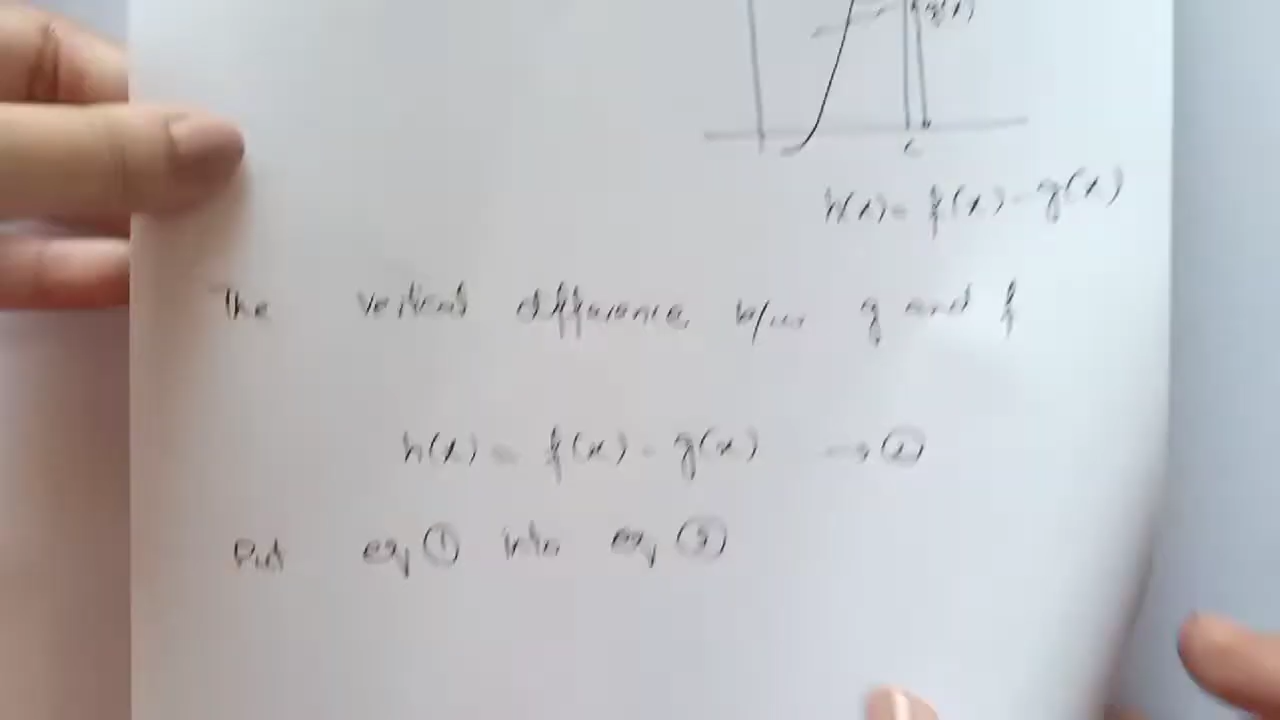 g(x)
c
h(x) = f(x) - g(x)
The vertical difference b/w g and f
h(x) = f(x) - g(x) → 2
Put eq 1 into eq 2